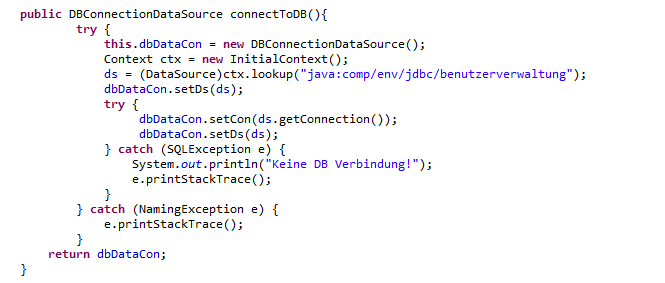 public DBConnectionDataSource connectToDB(){
try {
this.dbDataCon = new DBConnectionDataSource();
Context ctx = new InitialContext();
ds = (DataSource)ctx.lookup("java:comp/env/jdbc/benutzerverwaltung");
dbDataCon.setDs(ds);
try {
dbDataCon.setCon(ds.getConnection());
dbDataCon.setDs(ds);
} catch (SQLException e) {
System.out.println("Keine DB Verbindung!");
e.printStackTrace();
}
} catch (NamingException e) {
e.printStackTrace();
}
return dbDataCon;
}